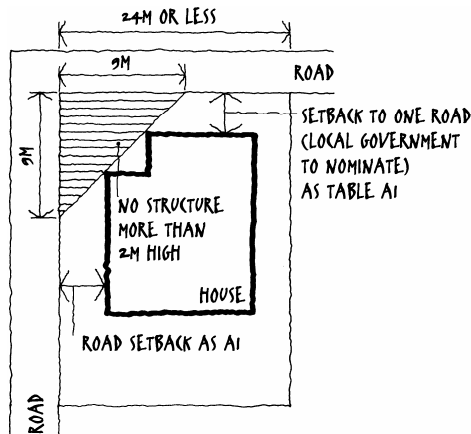 24M OR LESS
9M
ROAD
9M
SETBACK TO ONE ROAD
(LOCAL GOVERNMENT
TO NOMINATE)
AS TABLE A1
NO STRUCTURE
MORE THAN
2M HIGH
HOUSE
ROAD SETBACK AS A1
ROAD